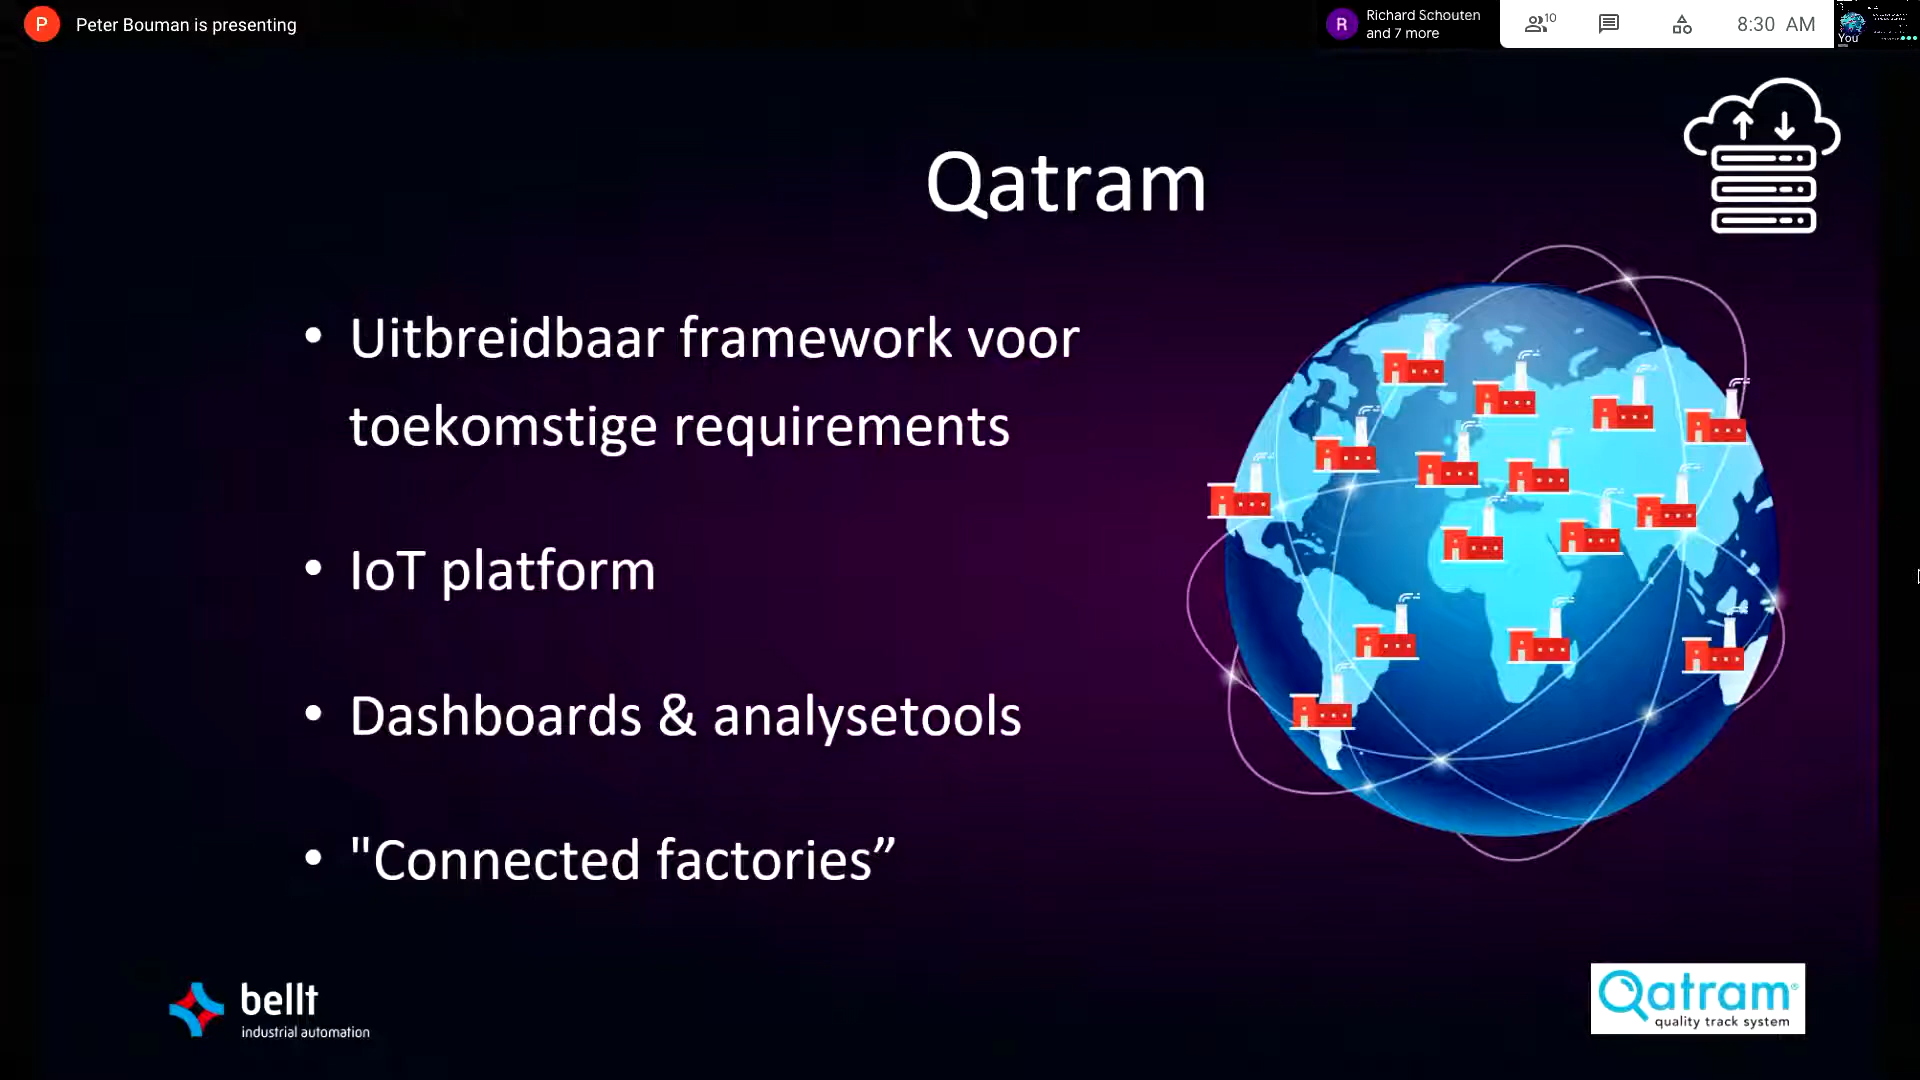 P Peter Bouman is presenting
R Richard Schouten
and 7 more
10
8:30 AM
You
Qatram
• Uitbreidbaar framework voor
toekomstige requirements
• IoT platform
• Dashboards & analysetools
• "Connected factories”
bellt
industrial automation
Qatram®
quality track system